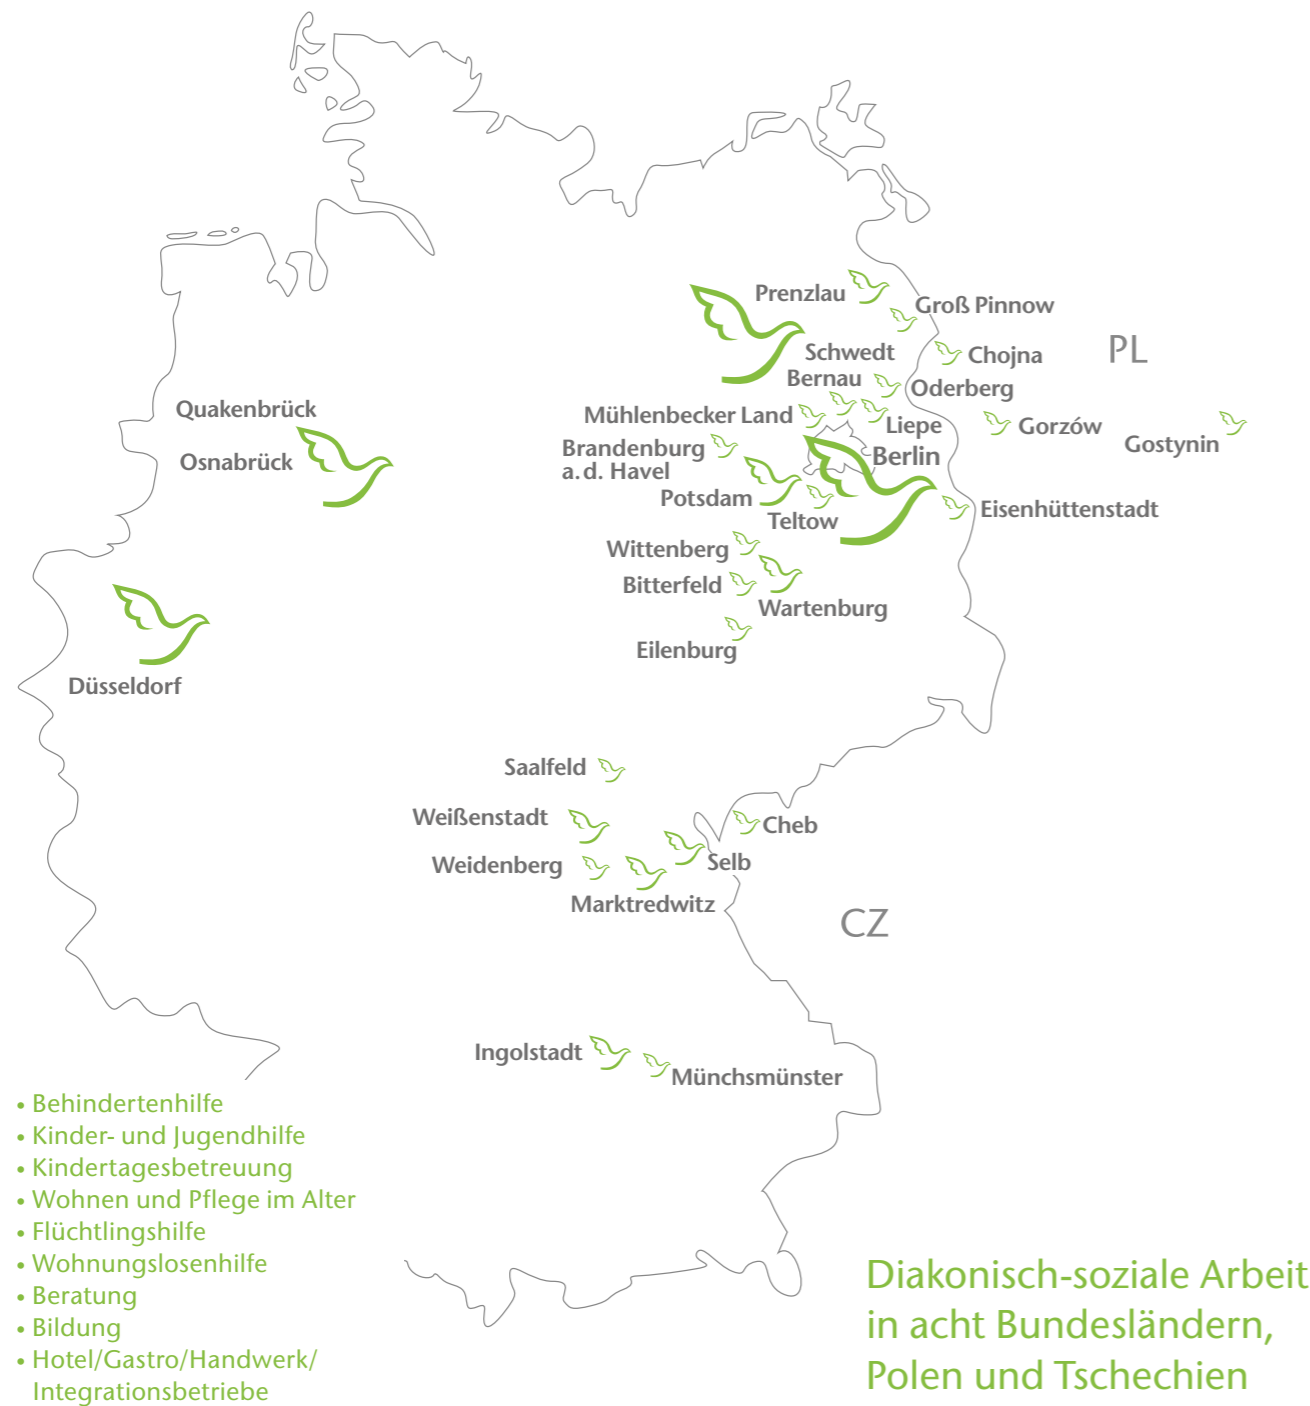 Prenzlau
Groß Pinnow
PL
Schwedt
Chojna
Bernau
Oderberg
Quakenbrück
Mühlenbecker Land
Liepe
Gorzów
Gostynin
Brandenburg
a. d. Havel
Berlin
Osnabrück
Potsdam
Teltow
Eisenhüttenstadt
Wittenberg
Bitterfeld
Wartenburg
Eilenburg
Düsseldorf
Saalfeld
Weißenstadt
Cheb
Weidenberg
Selb
Marktredwitz
CZ
Ingolstadt
Münchsmünster
• Behindertenhilfe
• Kinder- und Jugendhilfe
• Kindertagesbetreuung
• Wohnen und Pflege im Alter
• Flüchtlingshilfe
• Wohnungslosenhilfe
• Beratung
• Bildung
• Hotel/Gastro/Handwerk/
Integrationsbetriebe
Diakonisch-soziale Arbeit
in acht Bundesländern,
Polen und Tschechien